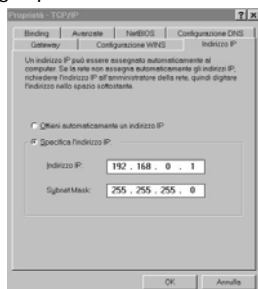 Proprietà - TCP/IP
Binding Avanzate NetBIOS Configurazione DNS
Gateway Configurazione WINS Indirizzo IP
Un indirizzo IP può essere assegnato automaticamente al
computer. Se la rete non assegna automaticamente gli indirizzi IP,
richiedere l'indirizzo IP all'amministratore della rete, quindi digitare
l'indirizzo nello spazio sottostante.
Ottieni automaticamente un indirizzo IP
Specifica l'indirizzo IP:
Indirizzo IP: 192 . 168 . 0 . 1
Subnet Mask: 255 . 255 . 255 . 0
OK Annulla